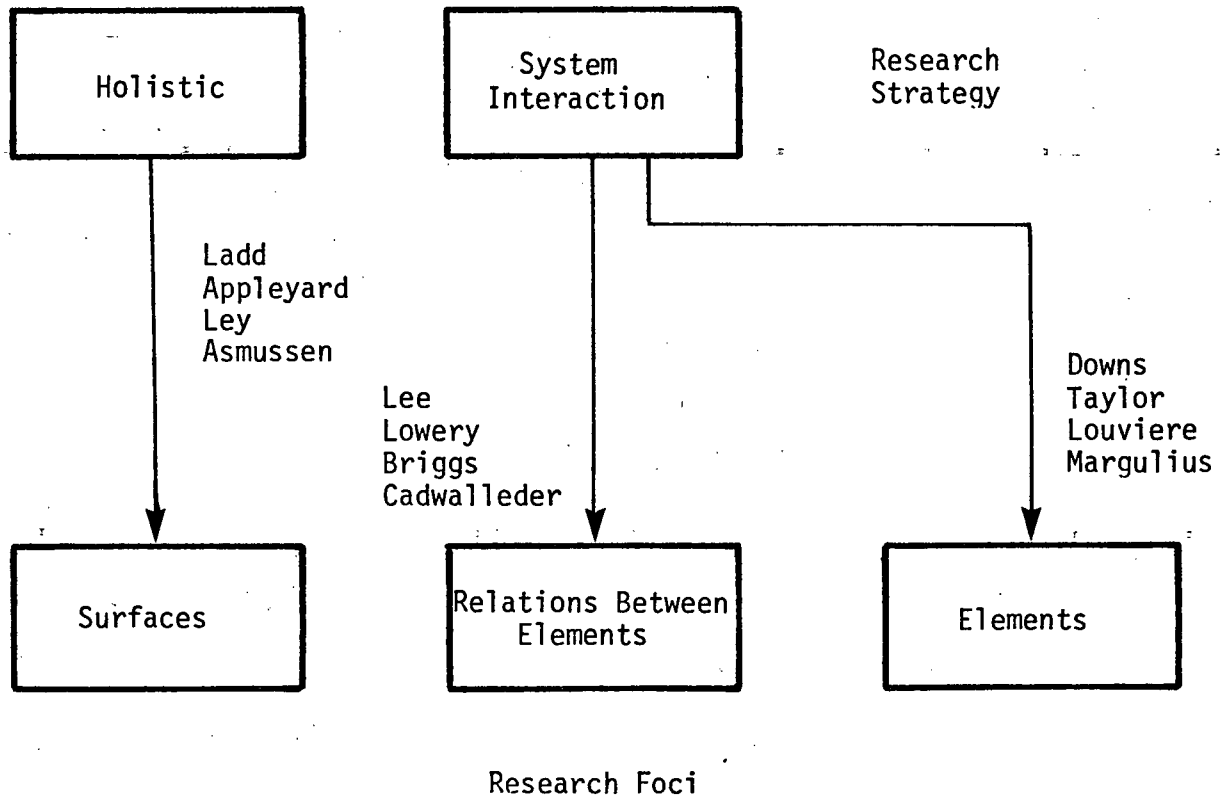 Holistic
System
Interaction
Research
Strategy
Ladd
Appleyard
Ley
Asmussen
Lee
Lowery
Briggs
Cadwalleder
Downs
Taylor
Louviere
Margulius
Surfaces
Relations Between
Elements
Elements
Research Foci